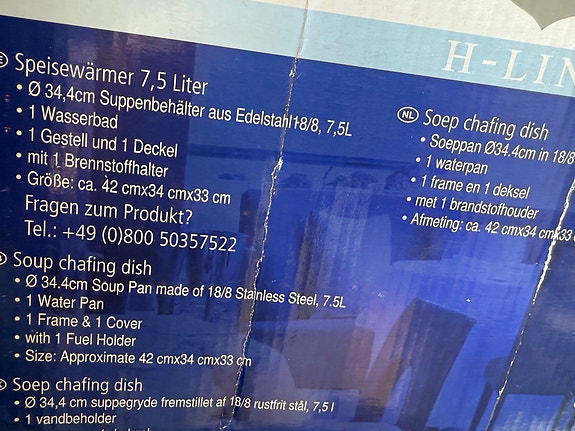 H-LIN
Speisewärmer 7,5 Liter
• Ø 34,4cm Suppenbehälter aus Edelstahl 18/8, 7,5L
• 1 Wasserbad
• 1 Gestell und 1 Deckel
• mit 1 Brennstoffhalter
• Größe: ca. 42 cmx34 cmx33 cm
Fragen zum Produkt?
Tel.: +49 (0)800 50357522
Soup chafing dish
• Ø 34.4cm Soup Pan made of 18/8 Stainless Steel, 7.5L
• 1 Water Pan
• 1 Frame & 1 Cover
• with 1 Fuel Holder
• Size: Approximate 42 cmx34 cmx33 cm
Soep chafing dish
• Ø 34,4 cm suppegryde fremstillet af 18/8 rustfrit stål, 7,5 l
• 1 vandbeholder
NL Soep chafing dish
• Soeppan Ø34.4cm in 18/8
• 1 waterpan
• 1 frame en 1 deksel
• met 1 brandstofhouder
• Afmeting: ca. 42 cmx34 cmx33